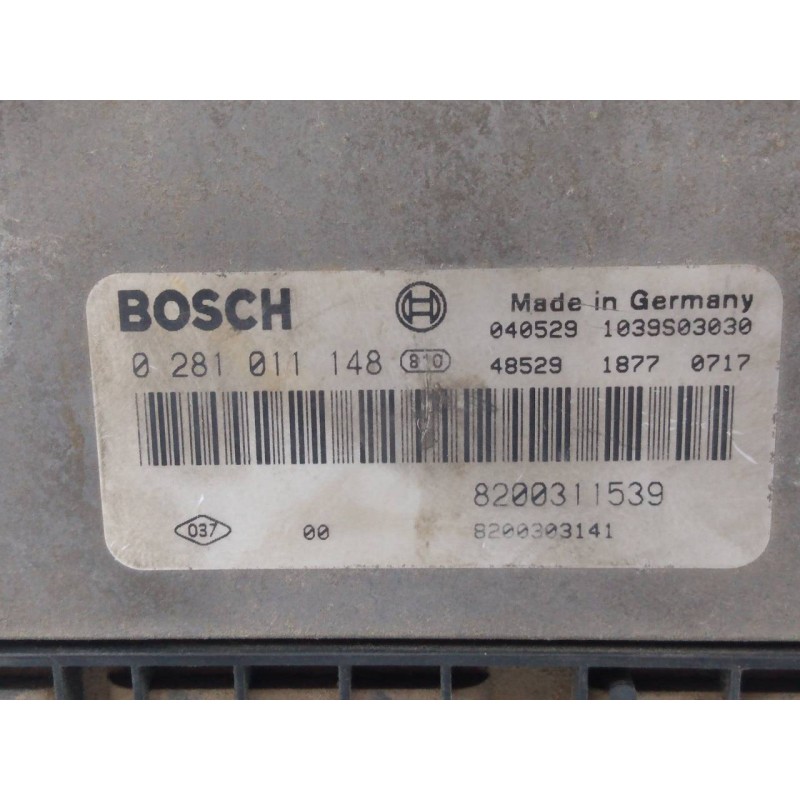 BOSCH
Made in Germany
040529 1039S03030
0 281 011 148 810
48529 1877 0717
8200311539
037 00
8200303141